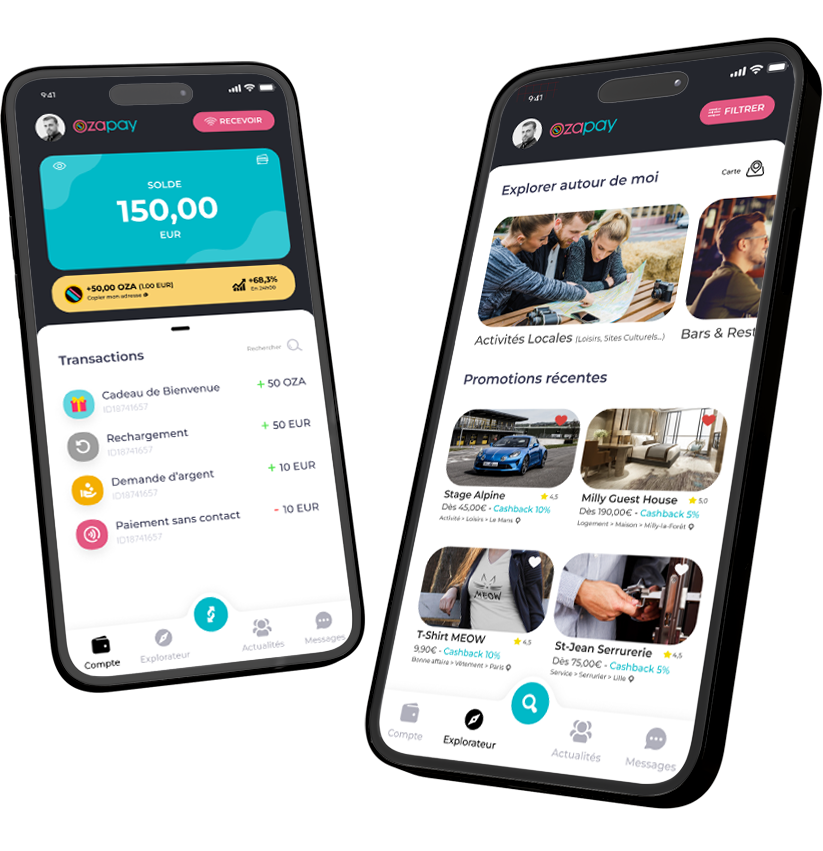 9:41
Ozapay
RECEVOIR
SOLDE
150,00
EUR
+50,00 OZA (1.00 EUR)
Copier mon adresse
+68,3%
En 24h00
Transactions
Rechercher
Cadeau de Bienvenue
+ 50 OZA
ID18741657
Rechargement
+ 50 EUR
ID18741657
Demande d'argent
+ 10 EUR
ID18741657
Paiement sans contact
- 10 EUR
ID18741657
Compte
Explorateur
Actualités
Messages
9:41
Ozapay
FILTRER
Explorer autour de moi
Carte
Activités Locales (Loisirs, Sites Culturels...)
Bars & Rest
Promotions récentes
Stage Alpine
4,5
Dès 45,00€ - Cashback 10%
Activité > Loisirs > Le Mans
Milly Guest House
5,0
Dès 190,00€ - Cashback 5%
Logement > Maison > Milly-la-Forêt
MEOW
T-Shirt MEOW
4,5
9,90€ - Cashback 10%
Bonne affaire > Vêtement > Paris
St-Jean Serrurerie
4,5
Dès 75,00€ - Cashback 5%
Service > Serrurier > Lille
Compte
Explorateur
Actualités
Messages